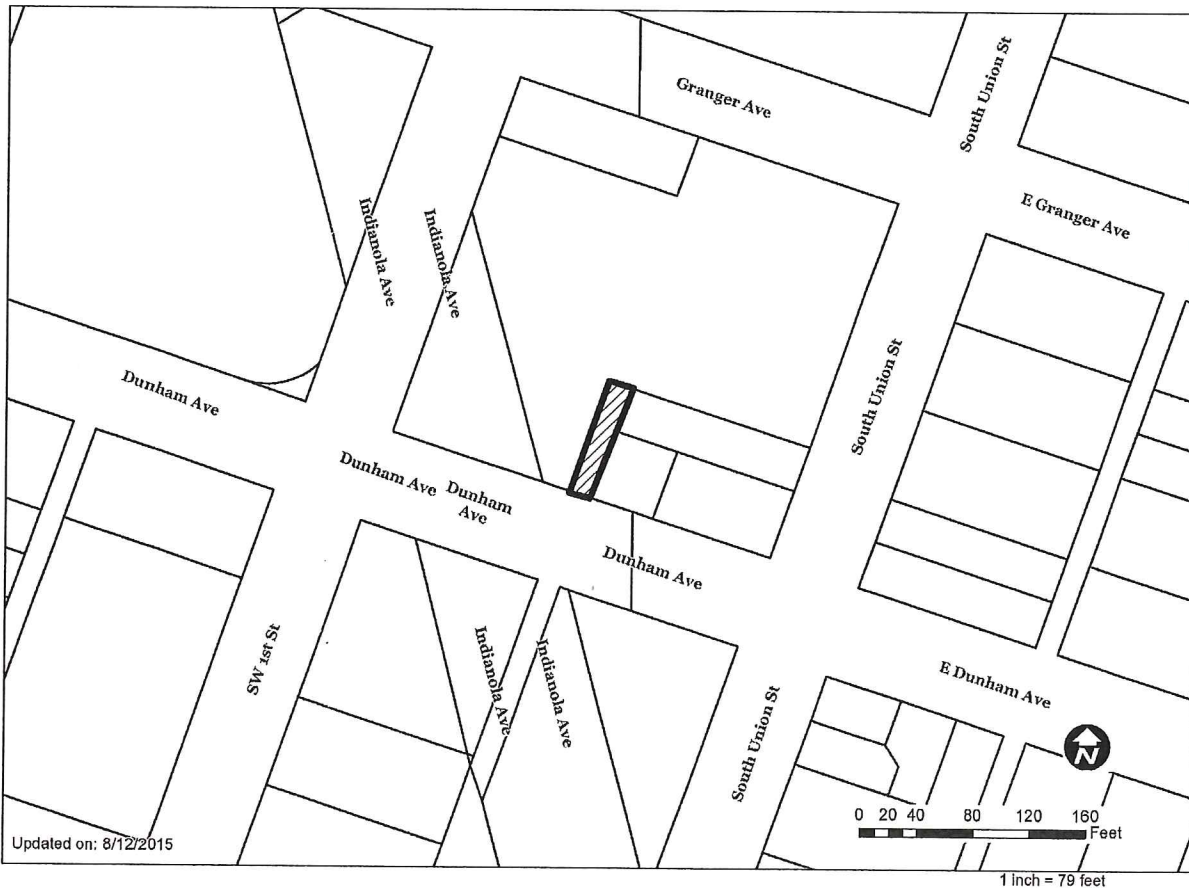 Granger Ave
South Union St
E Granger Ave
Indianola Ave
Indianola Ave
South Union St
Dunham Ave
Dunham Ave
Dunham
Ave
Dunham Ave
SW 1st St
Indianola Ave
Indianola Ave
E Dunham Ave
South Union St
N
0 20 40 80 120 160
Feet
Updated on: 8/12/2015
1 inch = 79 feet